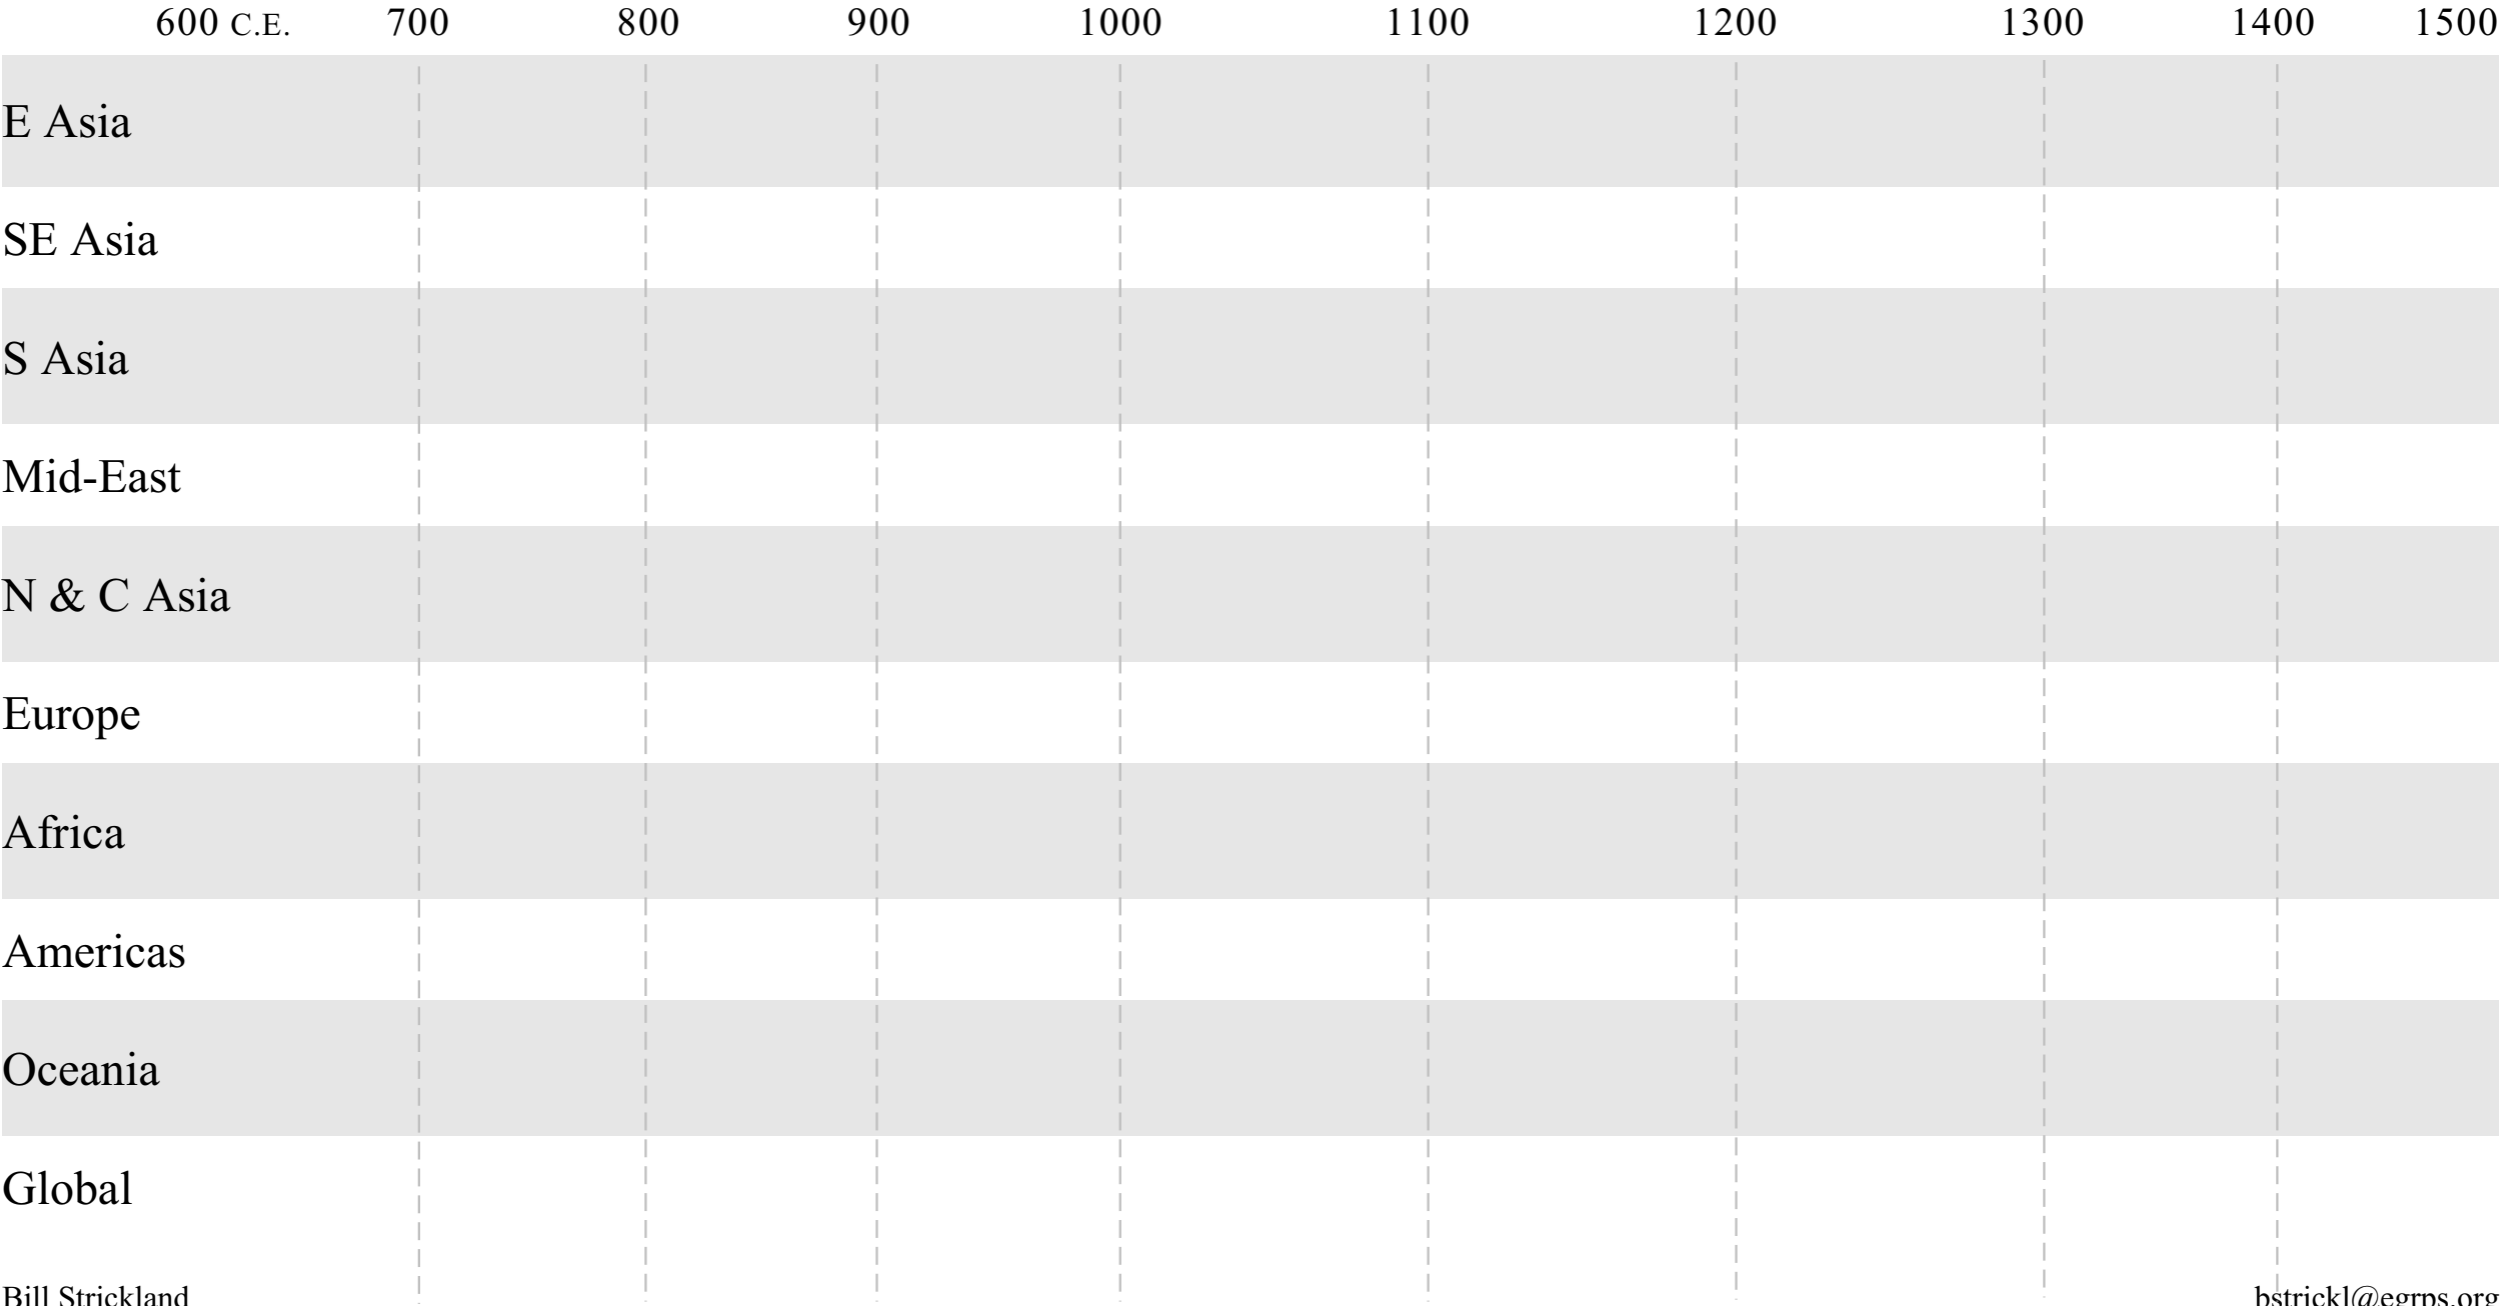 600 C.E. 700 800 900 1000 1100 1200 1300 1400 1500
E Asia
SE Asia
S Asia
Mid-East
N & C Asia
Europe
Africa
Americas
Oceania
Global
Bill Strickland bstrickl@egrps.org